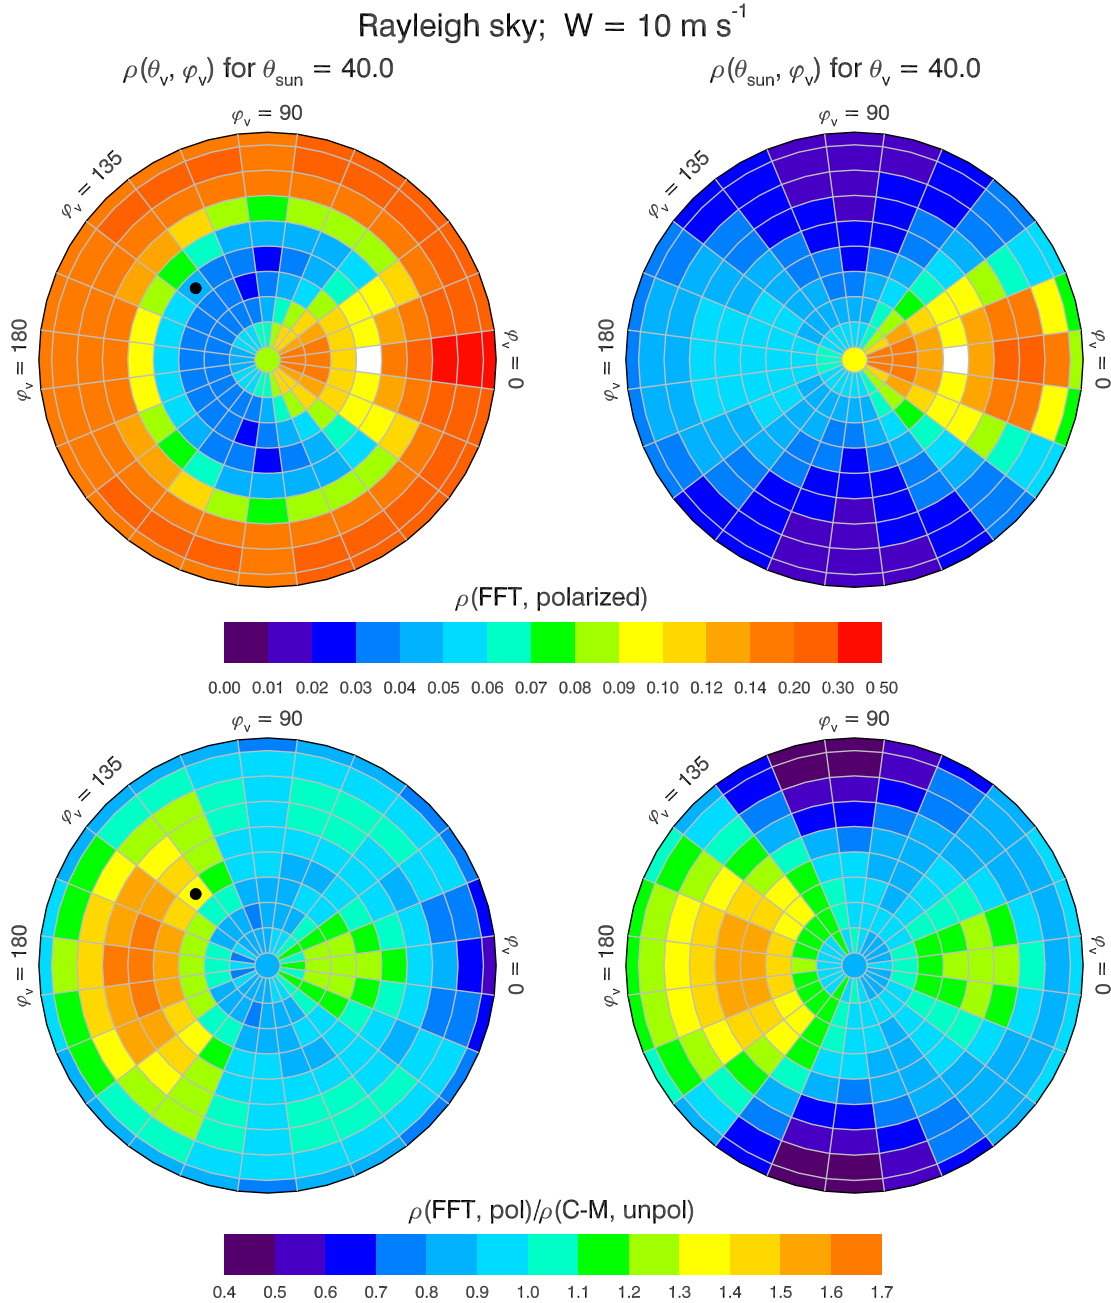 Rayleigh sky; W = 10 m s⁻¹
ρ(θv, φv) for θsun = 40.0
ρ(θsun, φv) for θv = 40.0
φv = 90
φv = 90
φv = 135
φv = 135
φv = 180
φv = 0
φv = 180
φv = 0
ρ(FFT, polarized)
0.00 0.01 0.02 0.03 0.04 0.05 0.06 0.07 0.08 0.09 0.10 0.12 0.14 0.20 0.30 0 50
φv = 90
φv = 90
φv = 135
φv = 135
φv = 180
φv = 0
φv = 180
φv = 0
ρ(FFT, pol)/ρ(C-M, unpol)
0.4 0.5 0.6 0.7 0.8 0.9 1.0 1.1 1.2 1.3 1.4 1.5 1.6 1.7